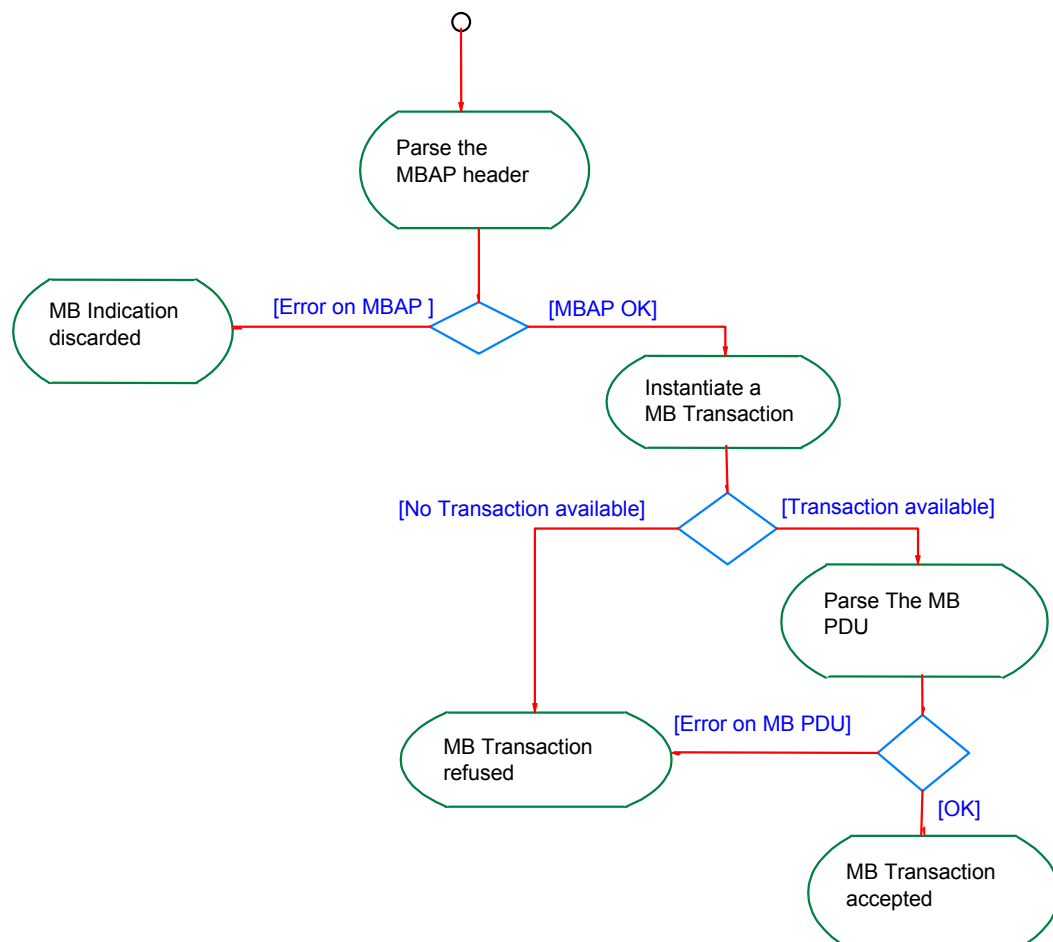 Parse the
MBAP header
[Error on MBAP ]
[MBAP OK]
MB Indication
discarded
Instantiate a
MB Transaction
[No Transaction available]
[Transaction available]
Parse The MB
PDU
[Error on MB PDU]
MB Transaction
refused
[OK]
MB Transaction
accepted